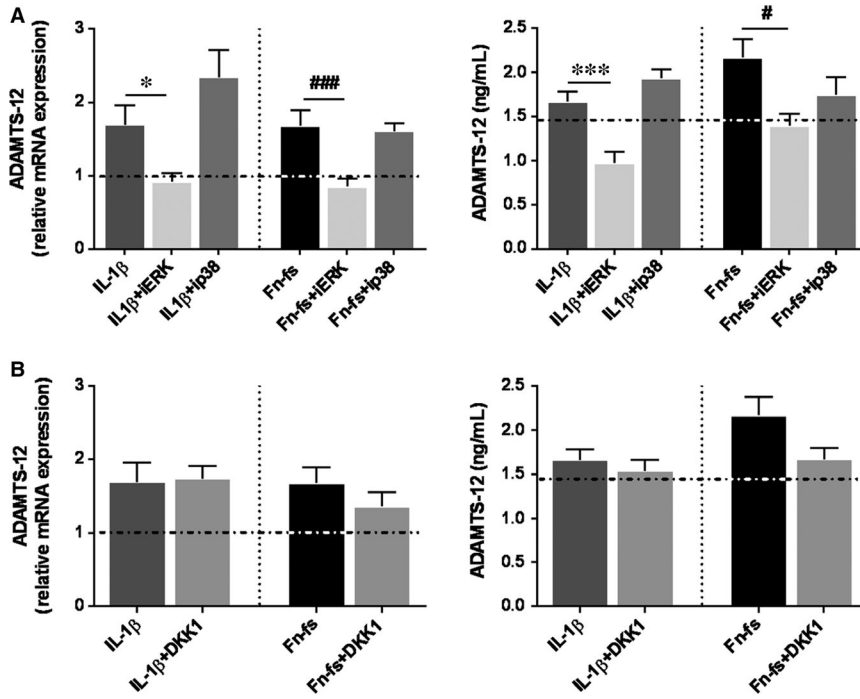 A
ADAMTS-12
(relative mRNA expression)
3
2
1
0
*
###
IL-1β
IL1β+iERK
IL1β+ip38
Fn-fs
Fn-fs+iERK
Fn-fs+ip38
ADAMTS-12 (ng/mL)
2.5
2.0
1.5
1.0
0.5
0.0
***
#
IL-1β
IL1β+iERK
IL1β+ip38
Fn-fs
Fn-fs+iERK
Fn-fs+ip38
B
ADAMTS-12
(relative mRNA expression)
3
2
1
0
IL-1β
IL-1β+DKK1
Fn-fs
Fn-fs+DKK1
ADAMTS-12 (ng/mL)
2.5
2.0
1.5
1.0
0.5
0.0
IL-1β
IL-1β+DKK1
Fn-fs
Fn-fs+DKK1